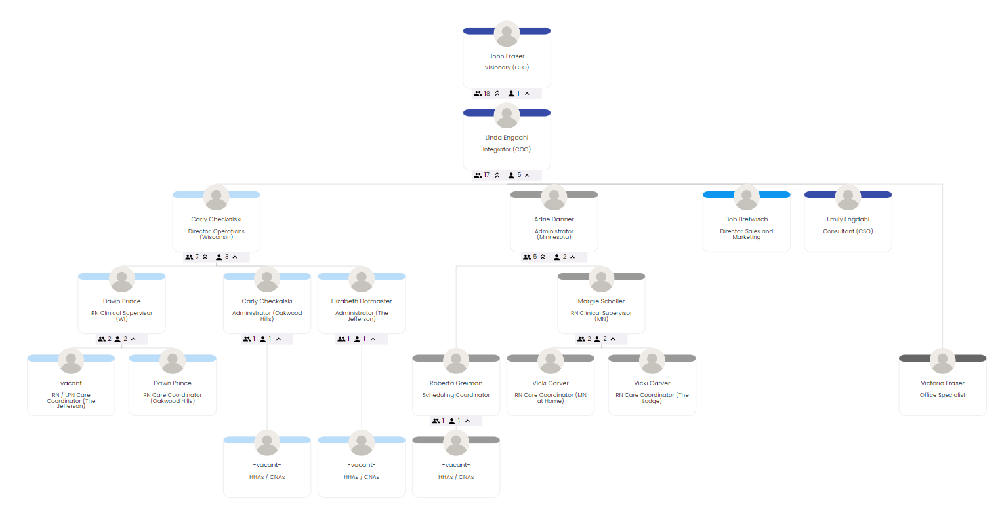 John Fraser
Visionary (CEO)
18 1
Linda Engdahl
Integrator (COO)
17 5
Carly Checkalski
Director, Operations
(Wisconsin)
7 3
Adrie Danner
Administrator
(Minnesota)
5 2
Bob Bretwisch
Director, Sales and
Marketing
Emily Engdahl
Consultant (CSO)
Dawn Prince
RN Clinical Supervisor
(WI)
2 2
Carly Checkalski
Administrator (Oakwood
Hills)
1 1
Elizabeth Hofmaster
Administrator (The
Jefferson)
1 1
Margie Scholler
RN Clinical Supervisor
(MN)
2 2
-vacant-
RN / LPN Care
Coordinator (The
Jefferson)
Dawn Prince
RN Care Coordinator
(Oakwood Hills)
Roberta Greiman
Scheduling Coordinator
1 1
Vicki Carver
RN Care Coordinator (MN
at Home)
Vicki Carver
RN Care Coordinator (The
Lodge)
Victoria Fraser
Office Specialist
-vacant-
HHAs / CNAs
-vacant-
HHAs / CNAs
-vacant-
HHAs / CNAs